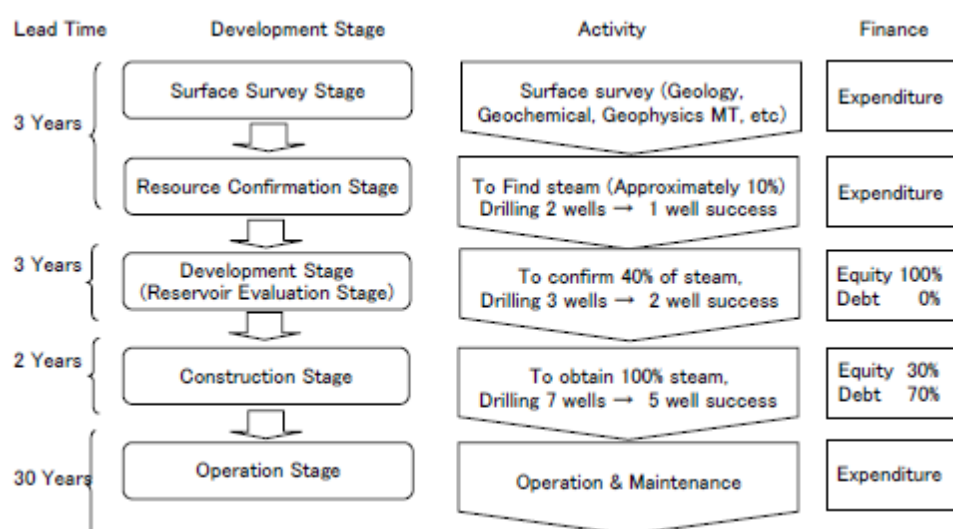 Lead Time Development Stage Activity Finance
3 Years
Surface Survey Stage
Surface survey (Geology,
Geochemical, Geophysics MT, etc)
Expenditure
Resource Confirmation Stage
To Find steam (Approximately 10%)
Drilling 2 wells → 1 well success
Expenditure
3 Years
Development Stage
(Reservoir Evaluation Stage)
To confirm 40% of steam,
Drilling 3 wells → 2 well success
Equity 100%
Debt 0%
2 Years
Construction Stage
To obtain 100% steam,
Drilling 7 wells → 5 well success
Equity 30%
Debt 70%
30 Years
Operation Stage
Operation & Maintenance
Expenditure